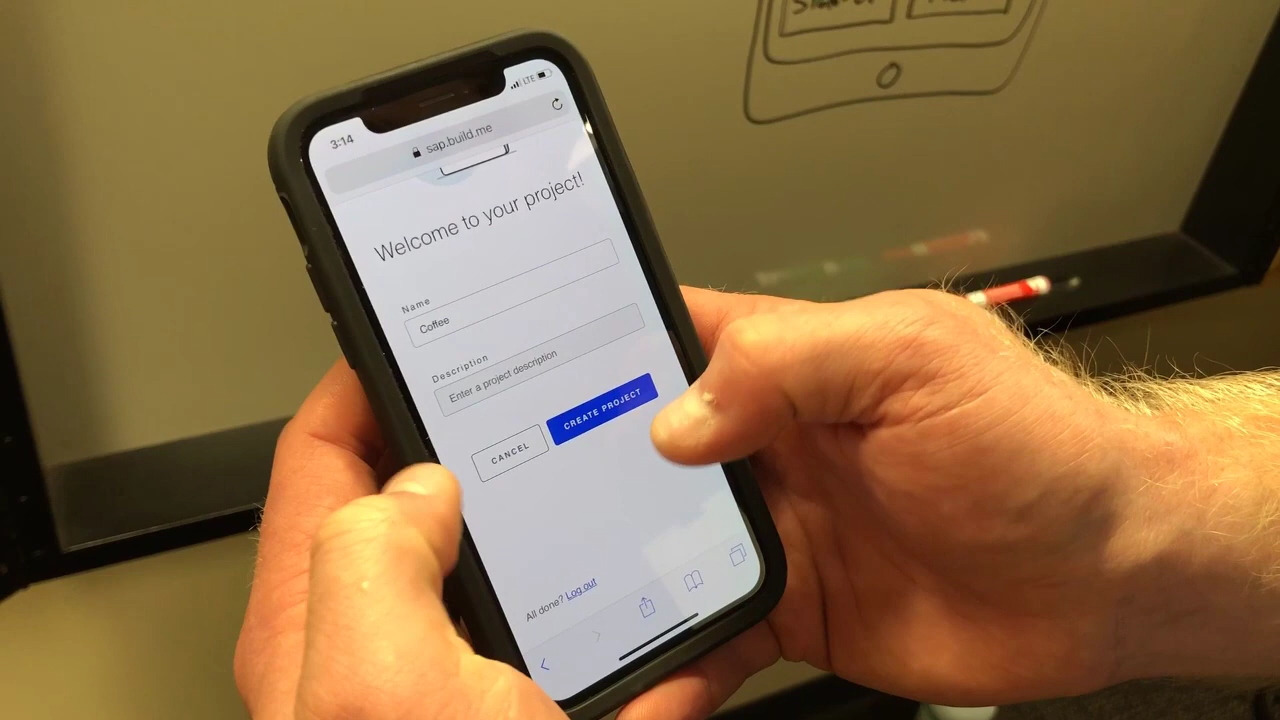 3:14
LTE
sap.build.me
Welcome to your project!
Name
Coffee
Description
Enter a project description
CANCEL
CREATE PROJECT
All done? Log out